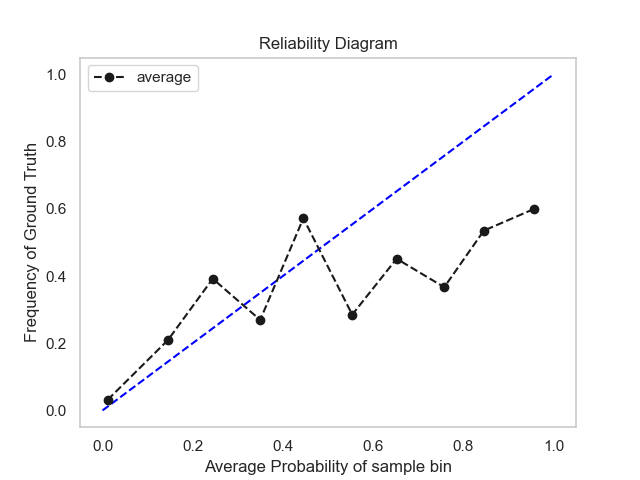 Reliability Diagram
average
Frequency of Ground Truth
1.0
0.8
0.6
0.4
0.2
0.0
0.0 0.2 0.4 0.6 0.8 1.0
Average Probability of sample bin